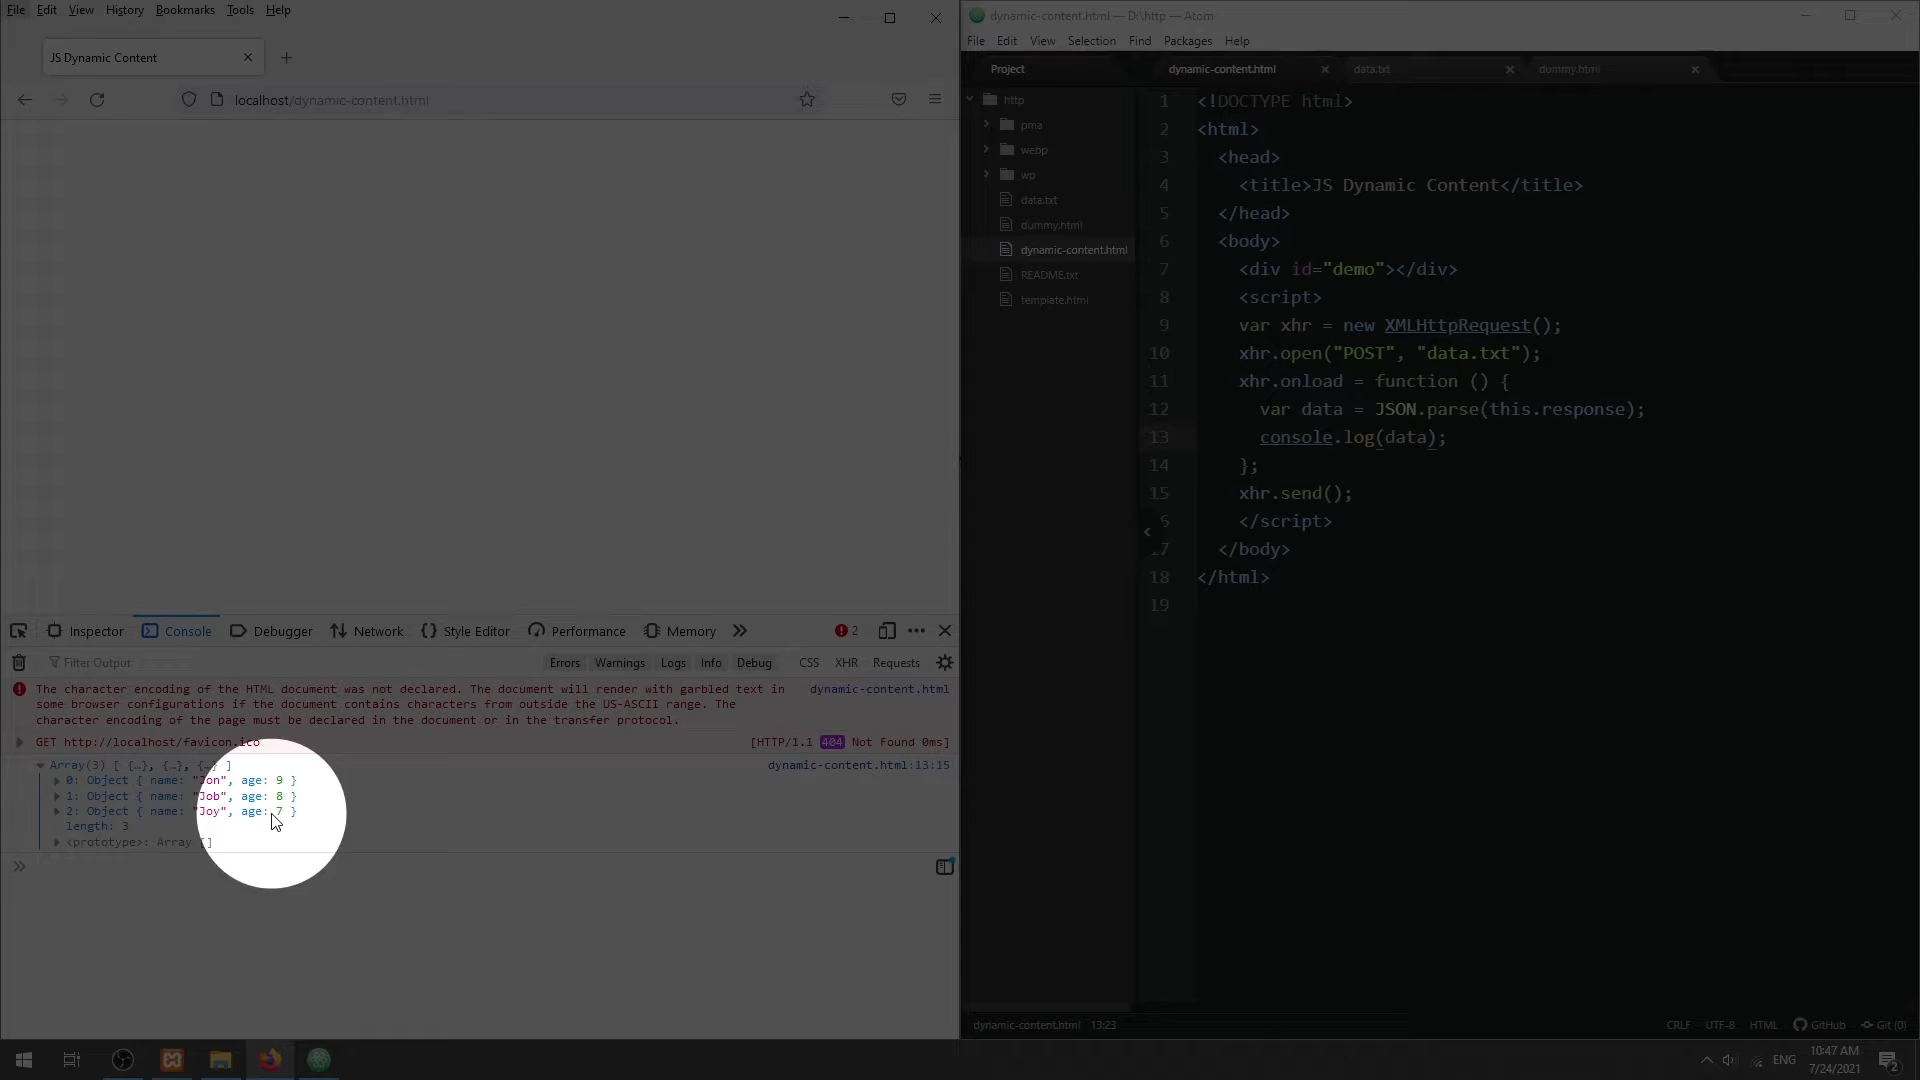 File Edit View History Bookmarks Tools Help
JS Dynamic Content
localhost/dynamic-content.html
Inspector Console Debugger Network Style Editor Performance Memory 2
Filter Output Errors Warnings Logs Info Debug CSS XHR Requests
The character encoding of the HTML document was not declared. The document will render with garbled text in dynamic-content.html
some browser configurations if the document contains characters from outside the US-ASCII range. The
character encoding of the page must be declared in the document or in the transfer protocol.
GET http://localhost/favicon.ico [HTTP/1.1 404 Not Found 0ms]
Array(3) [ {…}, {…}, {…} ] dynamic-content.html:13:15
0: Object { name: "Jon", age: 9 }
1: Object { name: "Job", age: 8 }
2: Object { name: "Joy", age: 7 }
length: 3
<prototype>: Array []
dynamic-content.html — D:\http — Atom
File Edit View Selection Find Packages Help
Project
http
pma
webp
wp
data.txt
dummy.html
dynamic-content.html
README.txt
template.html
dynamic-content.html data.txt dummy.html
1 <!DOCTYPE html>
2 <html>
3 <head>
4 <title>JS Dynamic Content</title>
5 </head>
6 <body>
7 <div id="demo"></div>
8 <script>
9 var xhr = new XMLHttpRequest();
10 xhr.open("POST", "data.txt");
11 xhr.onload = function () {
12 var data = JSON.parse(this.response);
13 console.log(data);
14 };
15 xhr.send();
6 </script>
17 </body>
18 </html>
19
dynamic-content.html 13:23 CRLF UTF-8 HTML GitHub Git (0)
ENG 10:47 AM
7/24/2021 2